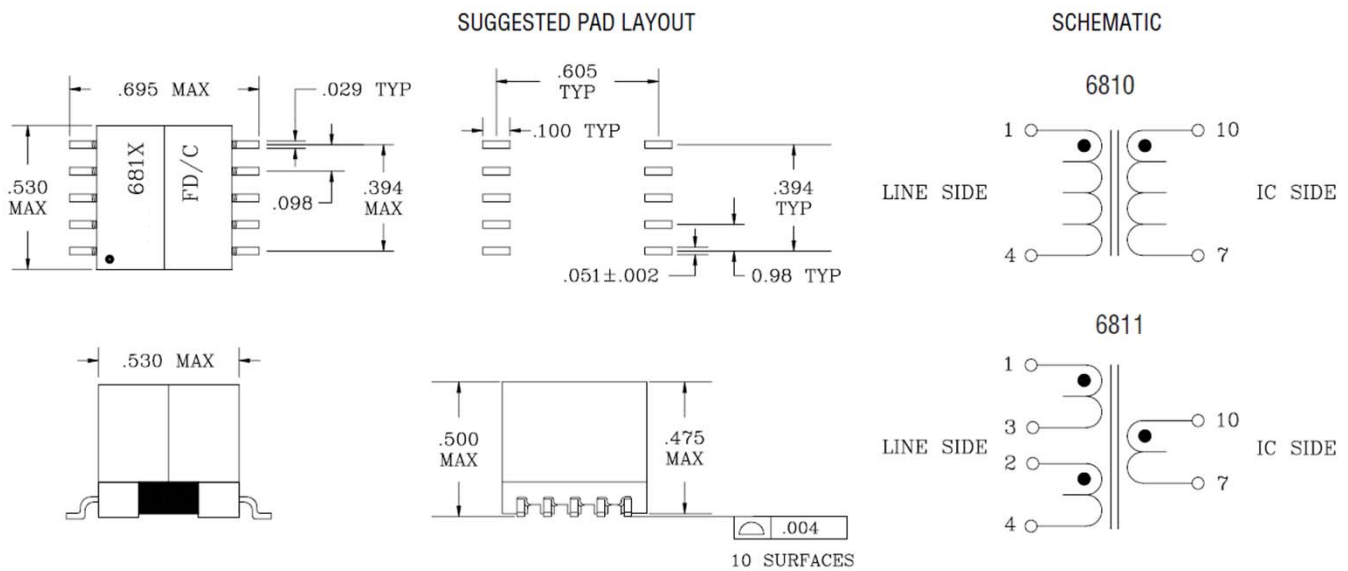 SUGGESTED PAD LAYOUT
SCHEMATIC
.695 MAX
.029 TYP
.530
MAX
681X
FD/C
.098
.394
MAX
.605
TYP
.100 TYP
.394
TYP
.051±.002
0.98 TYP
6810
1
10
LINE SIDE
IC SIDE
4
7
.530 MAX
.500
MAX
.475
MAX
.004
10 SURFACES
6811
1
3
10
LINE SIDE
IC SIDE
2
7
4